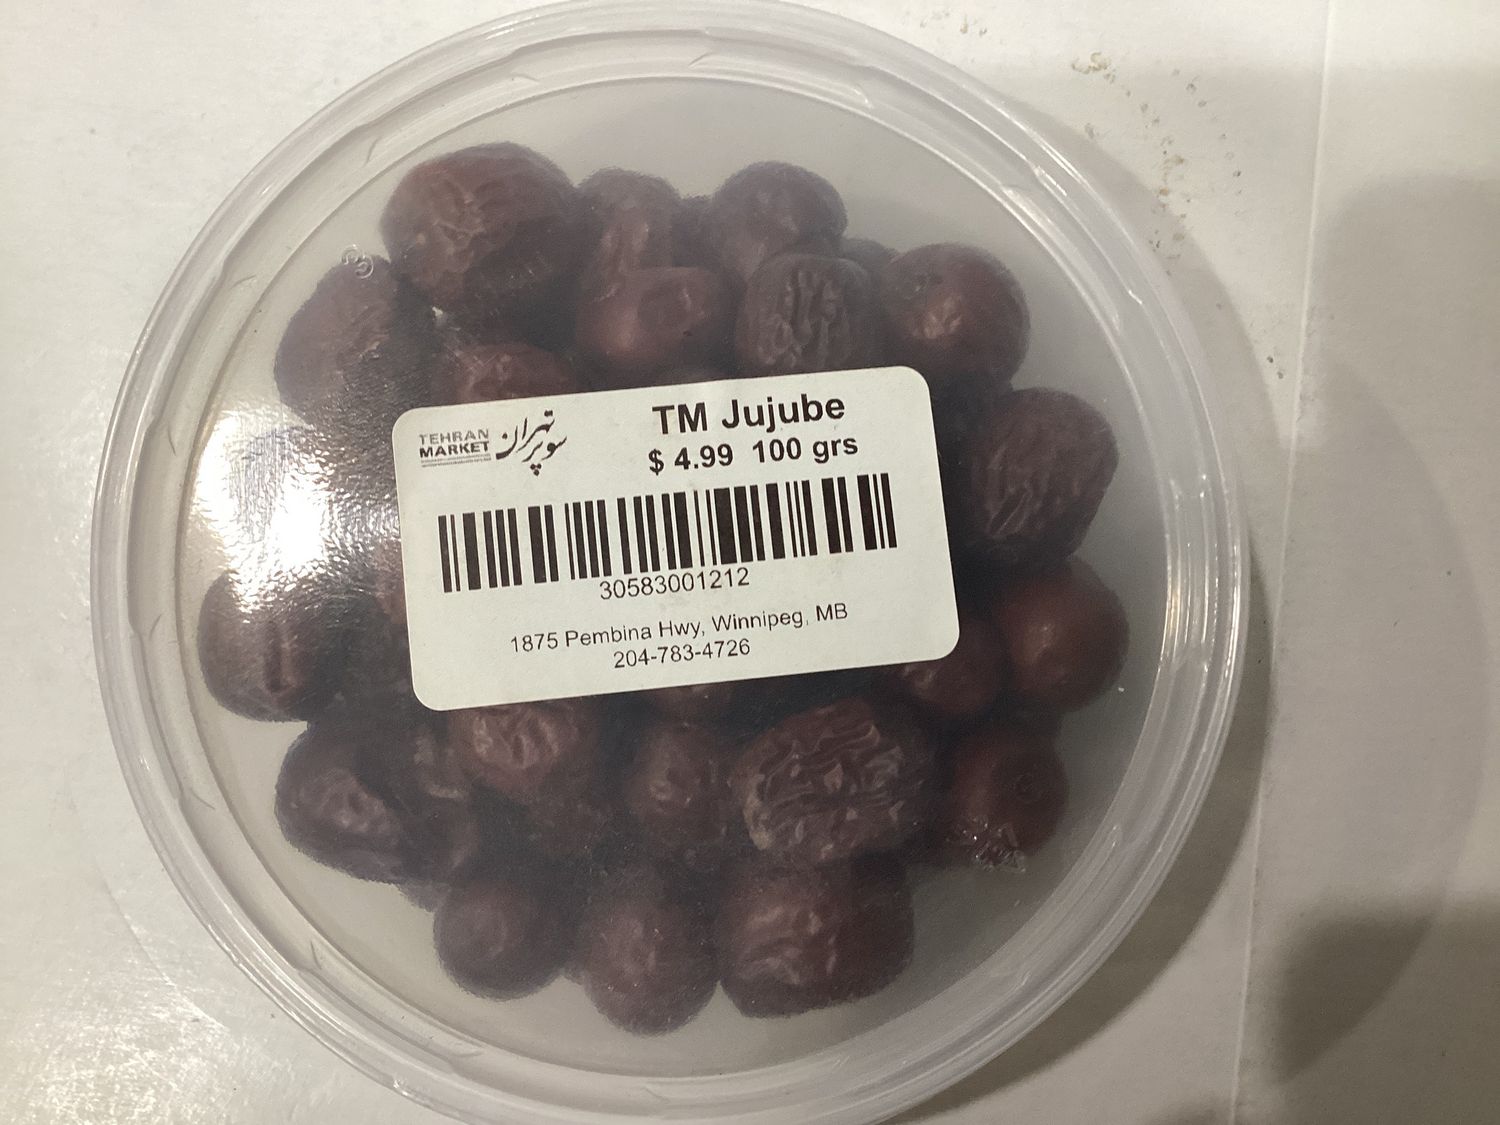 TEHRAN
MARKET
سوپر تهران
TM Jujube
$ 4.99 100 grs
30583001212
1875 Pembina Hwy, Winnipeg, MB
204-783-4726